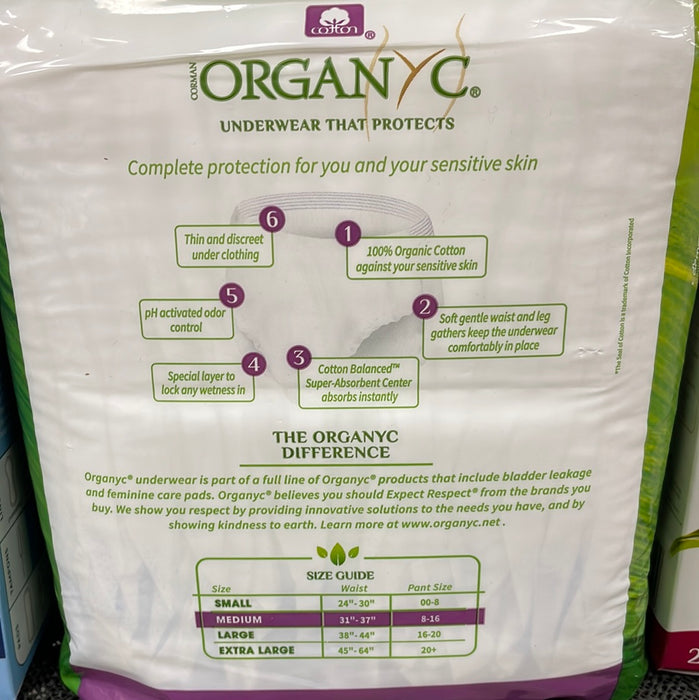 cotton®
CORMAN
ORGANYC®
UNDERWEAR THAT PROTECTS
Complete protection for you and your sensitive skin
6
Thin and discreet
under clothing
1
100% Organic Cotton
against your sensitive skin
5
pH activated odor
control
2
Soft gentle waist and leg
gathers keep the underwear
comfortably in place
4
Special layer to
lock any wetness in
3
Cotton Balanced™
Super-Absorbent Center
absorbs instantly
"The Seal of Cotton is a trademark of Cotton Incorporated
THE ORGANYC
DIFFERENCE
Organyc® underwear is part of a full line of Organyc® products that include bladder leakage
and feminine care pads. Organyc® believes you should Expect Respect® from the brands you
buy. We show you respect by providing innovative solutions to the needs you have, and by
showing kindness to earth. Learn more at www.organyc.net .
SIZE GUIDE
Size Waist Pant Size
SMALL 24"-30" 00-8
MEDIUM 31"-37" 8-16
LARGE 38"-44" 16-20
EXTRA LARGE 45"-64" 20+
2